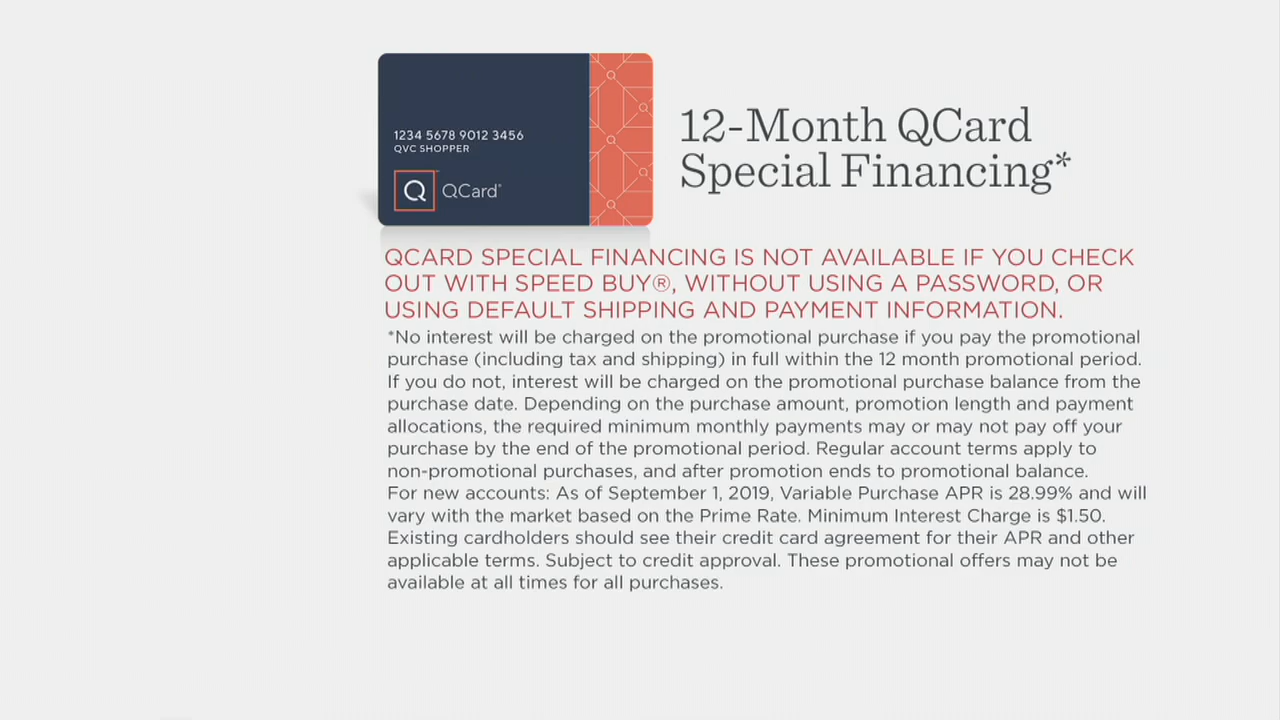 1234 5678 9012 3456
QVC SHOPPER
Q QCard®
12-Month QCard
Special Financing*
QCARD SPECIAL FINANCING IS NOT AVAILABLE IF YOU CHECK
OUT WITH SPEED BUY®, WITHOUT USING A PASSWORD, OR
USING DEFAULT SHIPPING AND PAYMENT INFORMATION.
*No interest will be charged on the promotional purchase if you pay the promotional
purchase (including tax and shipping) in full within the 12 month promotional period.
If you do not, interest will be charged on the promotional purchase balance from the
purchase date. Depending on the purchase amount, promotion length and payment
allocations, the required minimum monthly payments may or may not pay off your
purchase by the end of the promotional period. Regular account terms apply to
non-promotional purchases, and after promotion ends to promotional balance.
For new accounts: As of September 1, 2019, Variable Purchase APR is 28.99% and will
vary with the market based on the Prime Rate. Minimum Interest Charge is $1.50.
Existing cardholders should see their credit card agreement for their APR and other
applicable terms. Subject to credit approval. These promotional offers may not be
available at all times for all purchases.